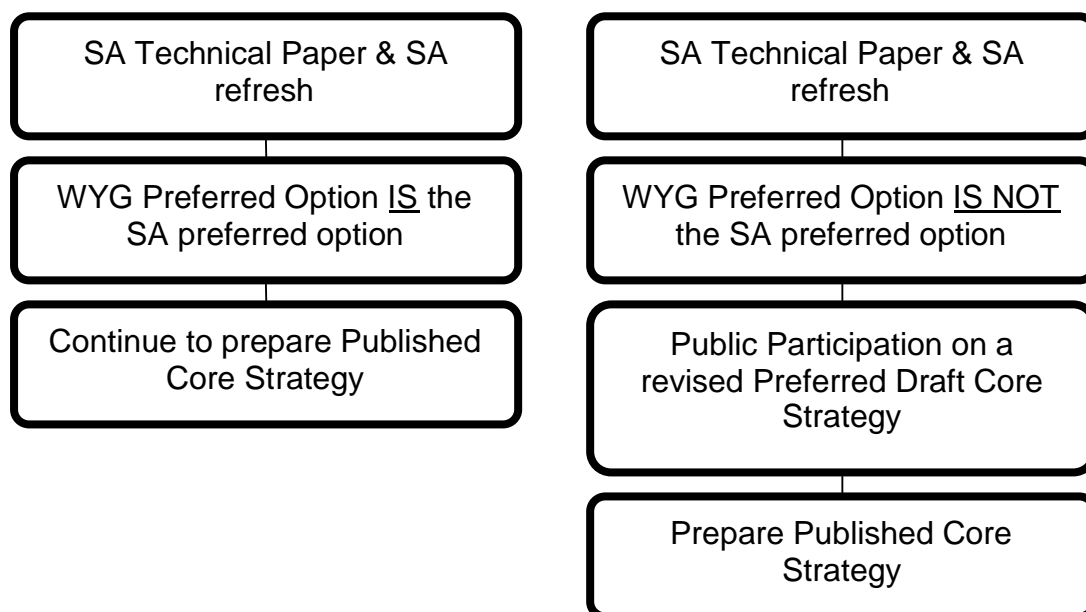 SA Technical Paper & SA
refresh
WYG Preferred Option IS the
SA preferred option
Continue to prepare Published
Core Strategy
SA Technical Paper & SA
refresh
WYG Preferred Option IS NOT
the SA preferred option
Public Participation on a
revised Preferred Draft Core
Strategy
Prepare Published Core
Strategy